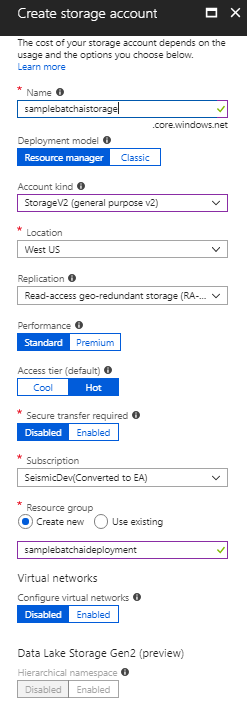 Create storage account
The cost of your storage account depends on the
usage and the options you choose below.
Learn more
* Name
samplebatchaistorage
.core.windows.net
Deployment model
Resource manager Classic
Account kind
StorageV2 (general purpose v2)
* Location
West US
Replication
Read-access geo-redundant storage (RA-...
Performance
Standard Premium
Access tier (default)
Cool Hot
* Secure transfer required
Disabled Enabled
* Subscription
SeismicDev(Converted to EA)
* Resource group
Create new Use existing
samplebatchaideployment
Virtual networks
Configure virtual networks
Disabled Enabled
Data Lake Storage Gen2 (preview)
Hierarchical namespace
Disabled Enabled